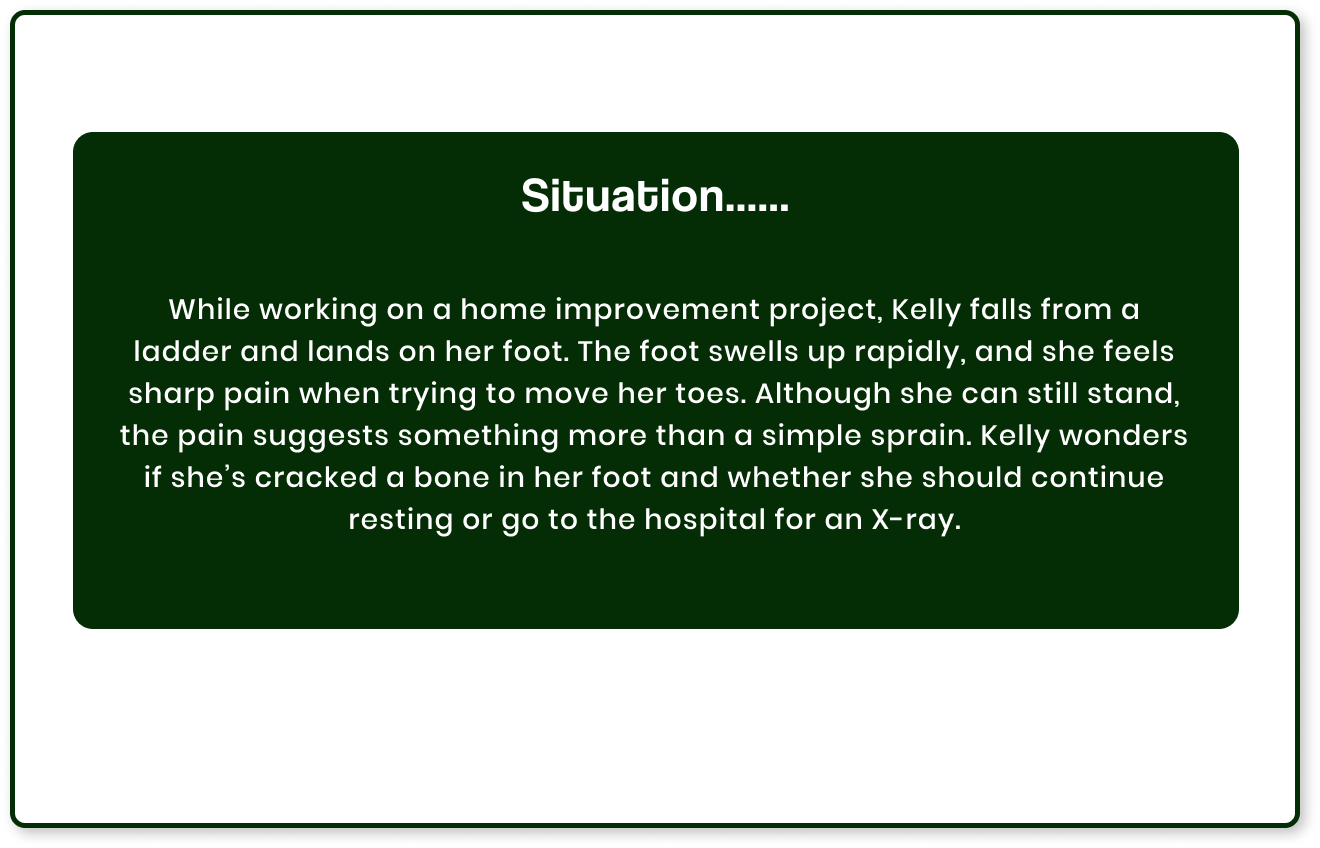 Situation......
While working on a home improvement project, Kelly falls from a
ladder and lands on her foot. The foot swells up rapidly, and she feels
sharp pain when trying to move her toes. Although she can still stand,
the pain suggests something more than a simple sprain. Kelly wonders
if she’s cracked a bone in her foot and whether she should continue
resting or go to the hospital for an X-ray.